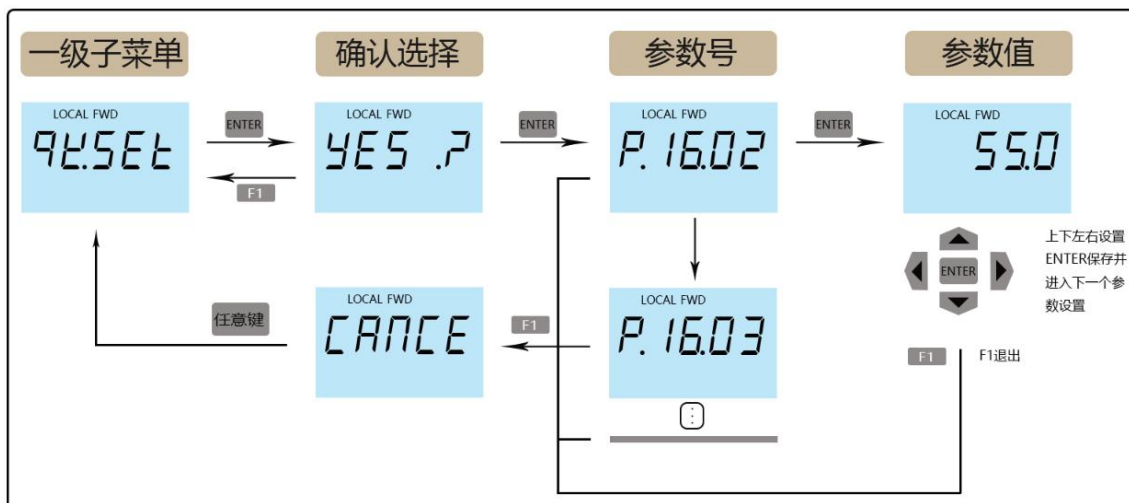 一级子菜单
确认选择
参数号
参数值
LOCAL FWD
qt.SEt
ENTER
F1
LOCAL FWD
YES .?
ENTER
LOCAL FWD
P. 16.02
ENTER
LOCAL FWD
55.0
上下左右设置
ENTER保存并
进入下一个参
数设置
ENTER
F1
F1退出
任意键
LOCAL FWD
CANCE
F1
LOCAL FWD
P. 16.03